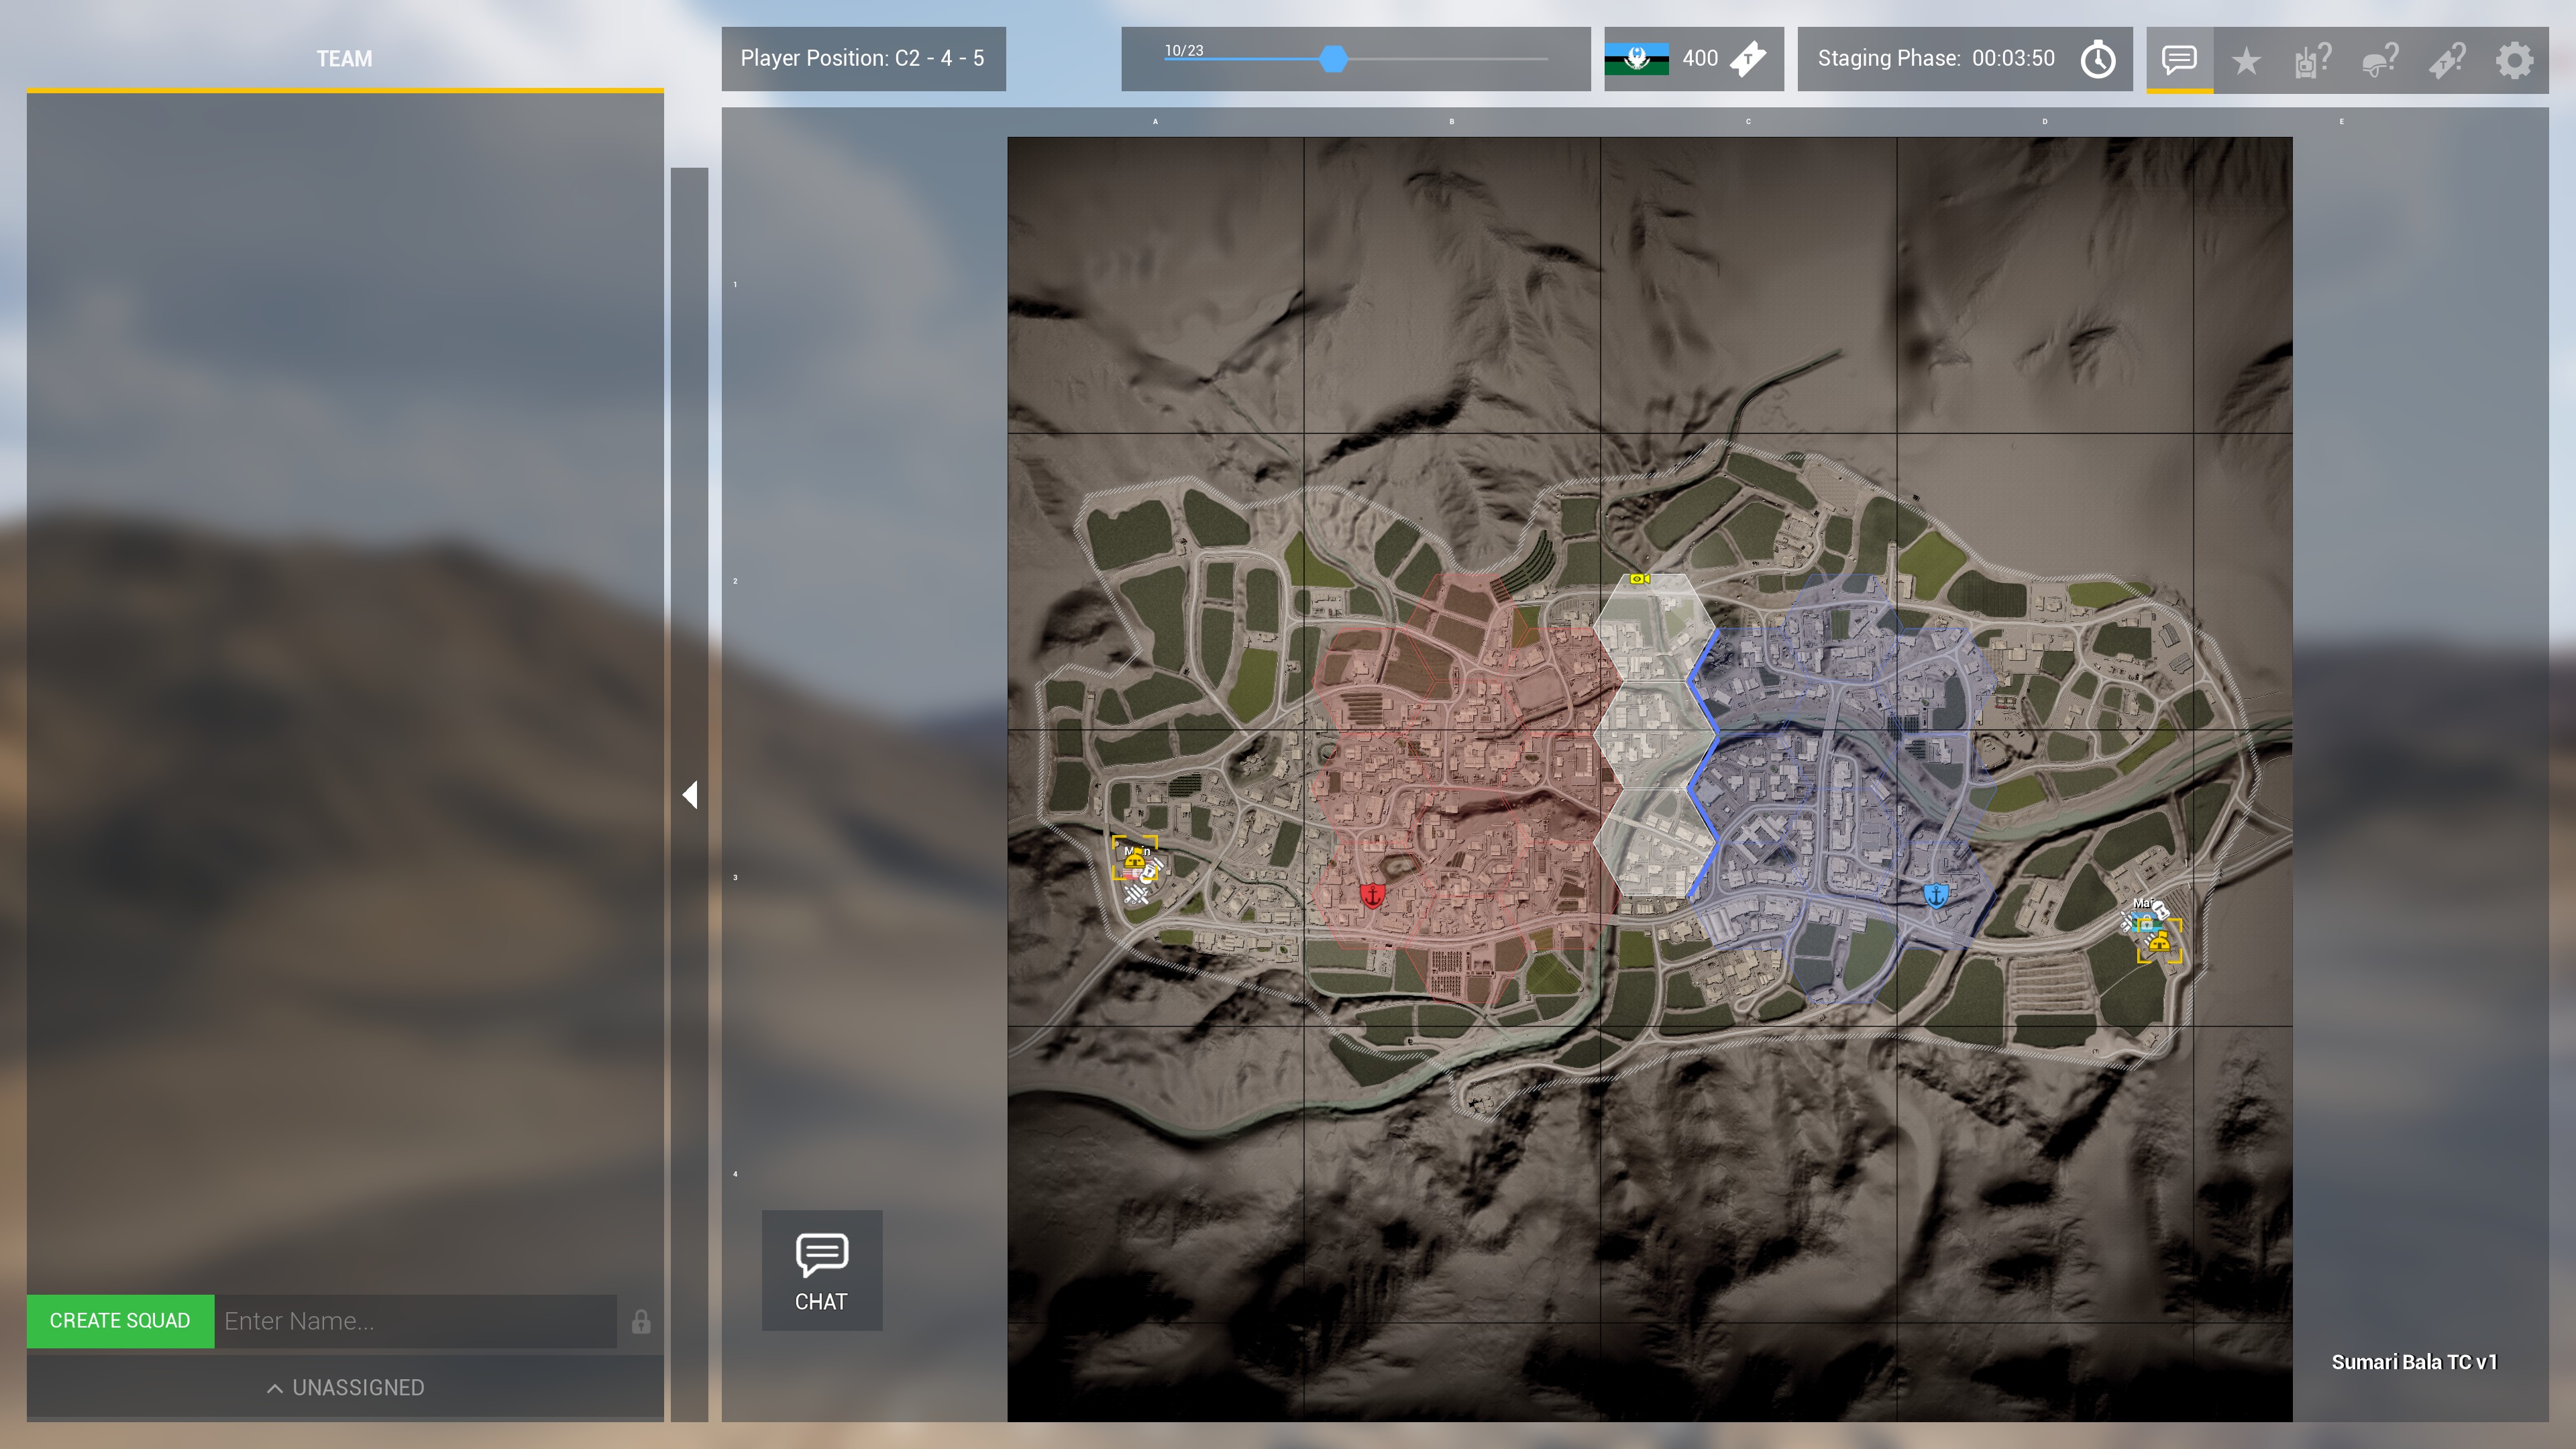 TEAM
Player Position: C2 - 4 - 5
10/23
400
T
Staging Phase: 00:03:50
? ? T?
A B C D E
1
2
3
4
Main
CHAT
CREATE SQUAD
Enter Name...
UNASSIGNED
Sumari Bala TC v1